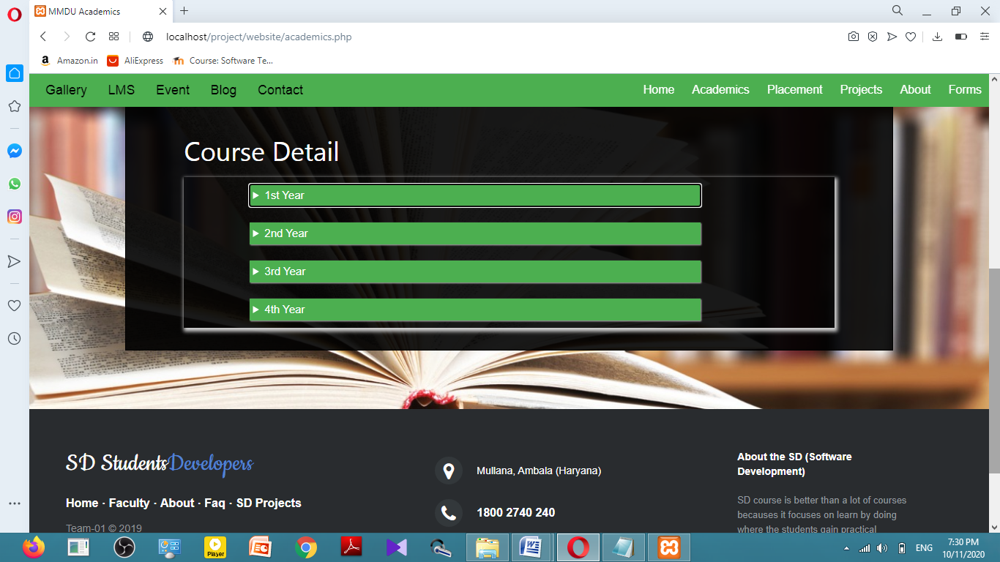 MMDU Academics
localhost/project/website/academics.php
Amazon.in AliExpress Course: Software Te...
Gallery LMS Event Blog Contact Home Academics Placement Projects About Forms
Course Detail
1st Year
2nd Year
3rd Year
4th Year
SD StudentsDevelopers
Home · Faculty · About · Faq · SD Projects
Team-01 © 2019
Mullana, Ambala (Haryana)
1800 2740 240
About the SD (Software
Development)
SD course is better than a lot of courses
becauses it focuses on learn by doing
where the students gain practical
Player
ENG
7:30 PM
10/11/2020